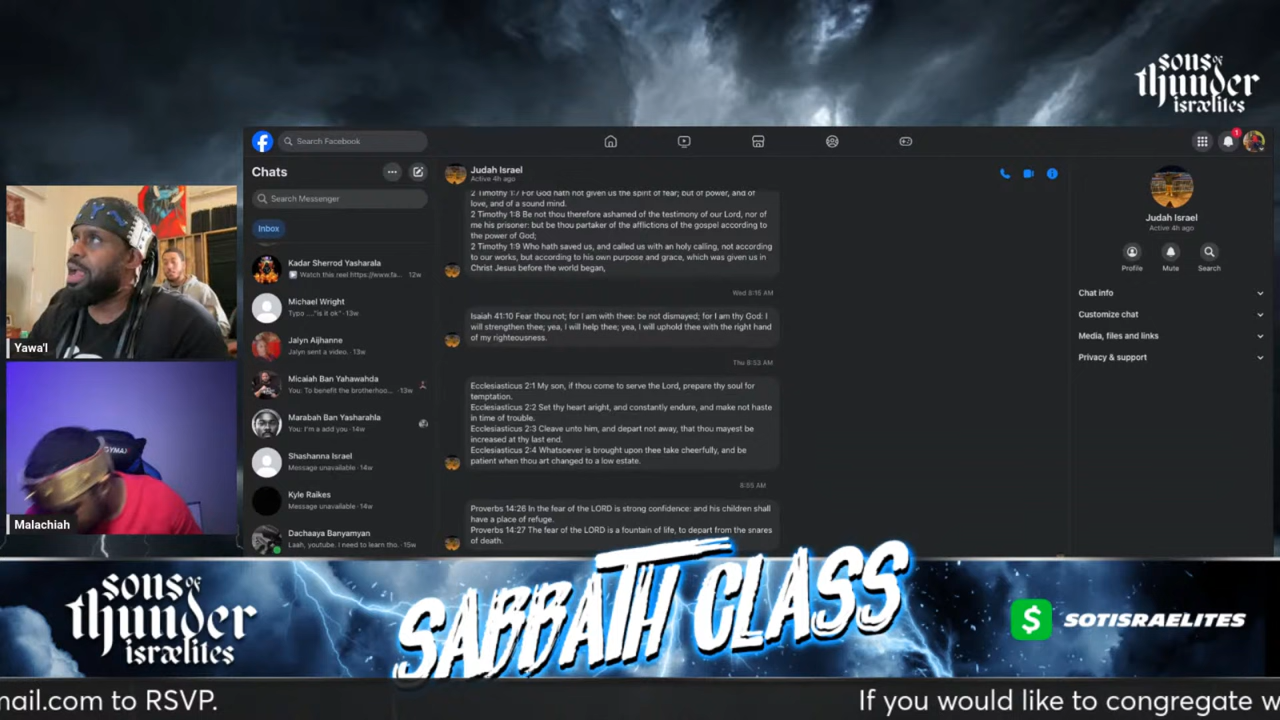 sons of
thunder
israelites
Search Facebook
1
Chats
Search Messenger
Inbox
Kadar Sherrod Yasharala
Watch this reel https://www.fa... 12w
Michael Wright
Typo ...."is it ok" · 13w
Jalyn Aijhanne
Jalyn sent a video. · 13w
Micaiah Ban Yahawahda
You: To benefit the brotherhoo... · 13w
Marabah Ban Yasharahla
You: I'm a add you · 14w
Shashanna Israel
Message unavailable · 14w
Kyle Raikes
Message unavailable · 14w
Dachaaya Banyamyan
Laah, youtube. I need to learn tho. · 15w
Judah Israel
Active 4h ago
2 Timothy 1:7 For God hath not given us the spirit of fear; but of power, and of
love, and of a sound mind.
2 Timothy 1:8 Be not thou therefore ashamed of the testimony of our Lord, nor of
me his prisoner: but be thou partaker of the afflictions of the gospel according to
the power of God;
2 Timothy 1:9 Who hath saved us, and called us with an holy calling, not according
to our works, but according to his own purpose and grace, which was given us in
Christ Jesus before the world began,
Wed 8:15 AM
Isaiah 41:10 Fear thou not; for I am with thee: be not dismayed; for I am thy God: I
will strengthen thee; yea, I will help thee; yea, I will uphold thee with the right hand
of my righteousness.
Thu 8:53 AM
Ecclesiasticus 2:1 My son, if thou come to serve the Lord, prepare thy soul for
temptation.
Ecclesiasticus 2:2 Set thy heart aright, and constantly endure, and make not haste
in time of trouble.
Ecclesiasticus 2:3 Cleave unto him, and depart not away, that thou mayest be
increased at thy last end.
Ecclesiasticus 2:4 Whatsoever is brought upon thee take cheerfully, and be
patient when thou art changed to a low estate.
8:55 AM
Proverbs 14:26 In the fear of the LORD is strong confidence: and his children shall
have a place of refuge.
Proverbs 14:27 The fear of the LORD is a fountain of life, to depart from the snares
of death.
Judah Israel
Active 4h ago
Profile
Mute
Search
Chat info
Customize chat
Media, files and links
Privacy & support
Yawa'l
Malachiah
sons of
thunder
israelites
SABBATH CLASS
$ SOTISRAELITES
mail.com to RSVP.
If you would like to congregate w